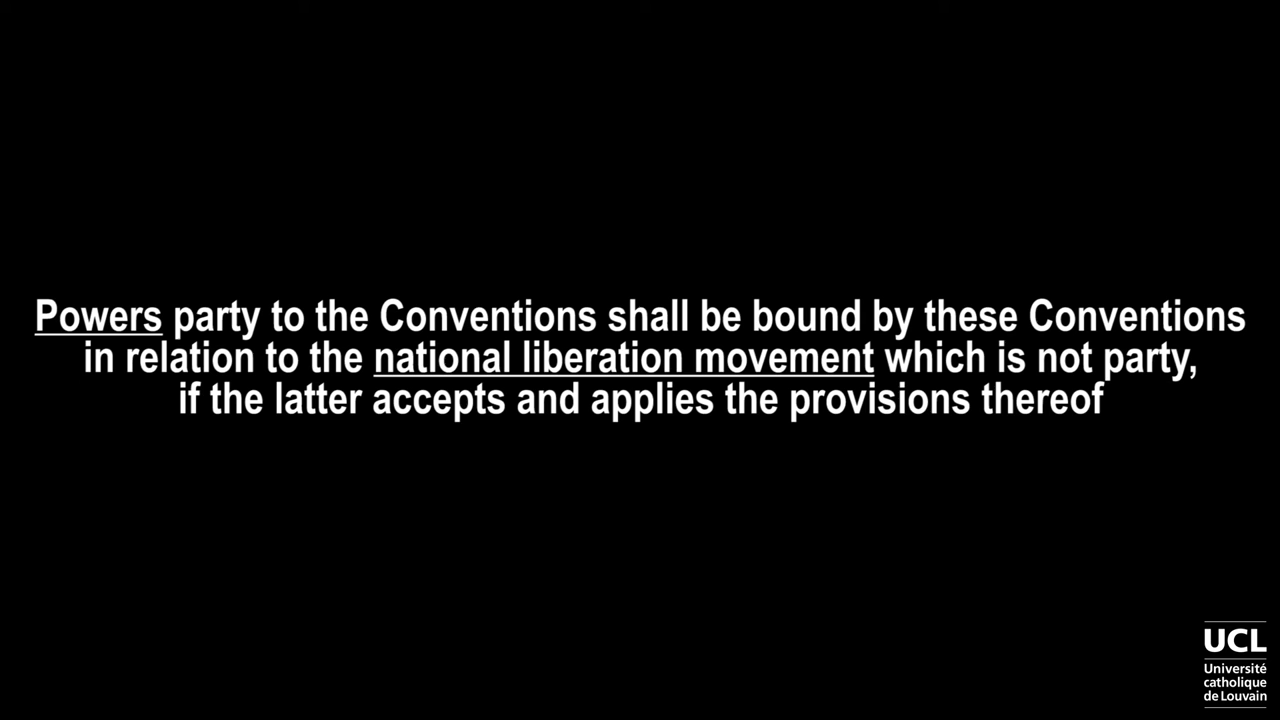 Powers party to the Conventions shall be bound by these Conventions
in relation to the national liberation movement which is not party,
if the latter accepts and applies the provisions thereof
UCL
Université
catholique
de Louvain